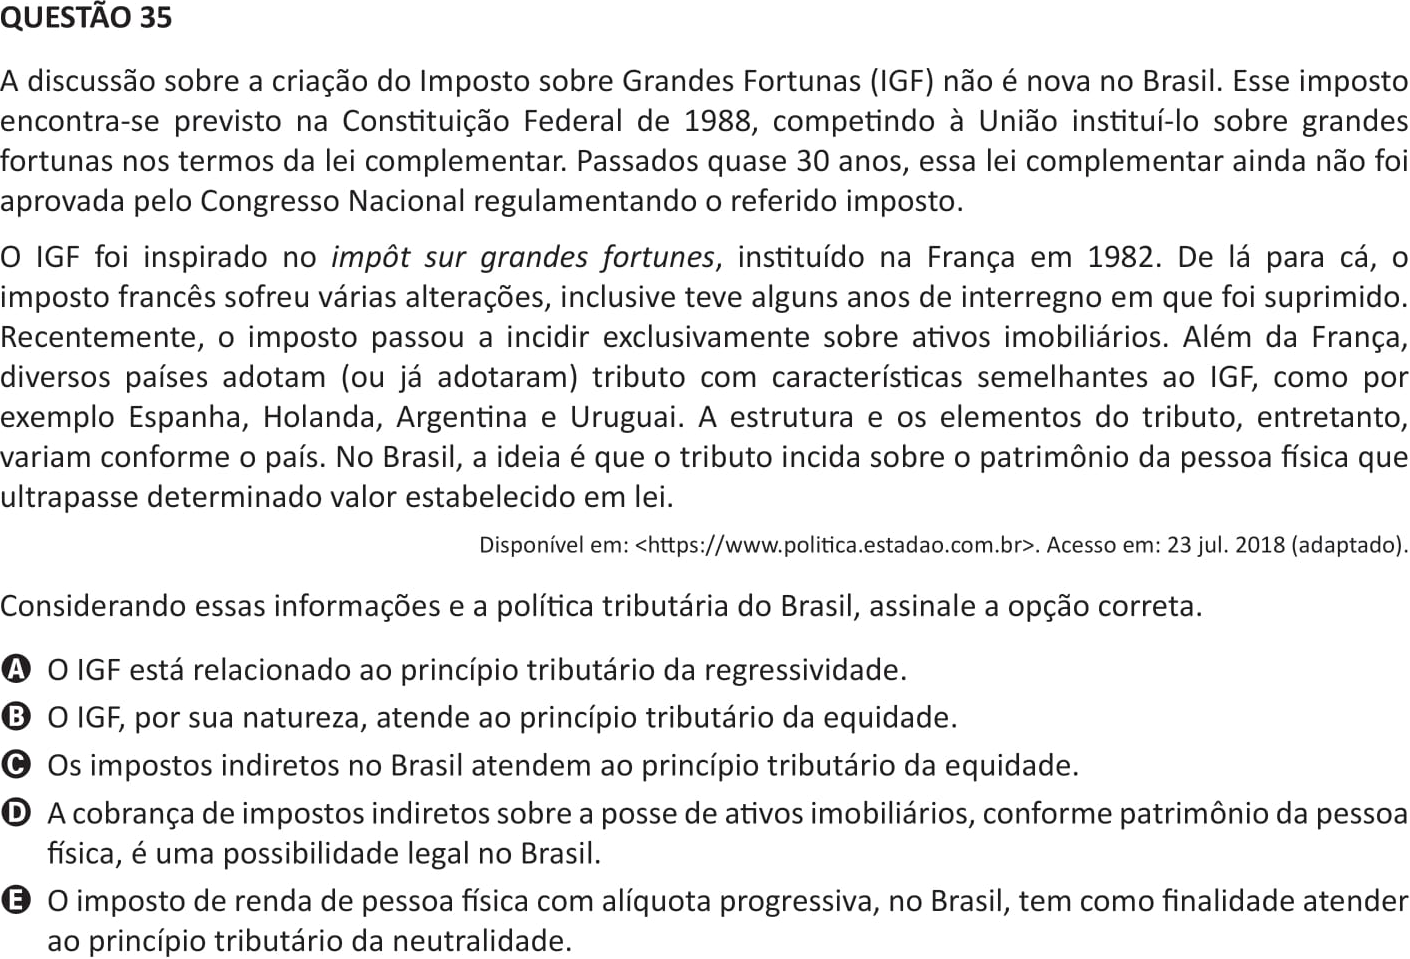 QUESTÃO 35
A discussão sobre a criação do Imposto sobre Grandes Fortunas (IGF) não é nova no Brasil. Esse imposto
encontra-se previsto na Constituição Federal de 1988, competindo à União instituí-lo sobre grandes
fortunas nos termos da lei complementar. Passados quase 30 anos, essa lei complementar ainda não foi
aprovada pelo Congresso Nacional regulamentando o referido imposto.
O IGF foi inspirado no impôt sur grandes fortunes, instituído na França em 1982. De lá para cá, o
imposto francês sofreu várias alterações, inclusive teve alguns anos de interregno em que foi suprimido.
Recentemente, o imposto passou a incidir exclusivamente sobre ativos imobiliários. Além da França,
diversos países adotam (ou já adotaram) tributo com características semelhantes ao IGF, como por
exemplo Espanha, Holanda, Argentina e Uruguai. A estrutura e os elementos do tributo, entretanto,
variam conforme o país. No Brasil, a ideia é que o tributo incida sobre o patrimônio da pessoa física que
ultrapasse determinado valor estabelecido em lei.
Disponível em: <https://www.politica.estadao.com.br>. Acesso em: 23 jul. 2018 (adaptado).
Considerando essas informações e a política tributária do Brasil, assinale a opção correta.
A O IGF está relacionado ao princípio tributário da regressividade.
B O IGF, por sua natureza, atende ao princípio tributário da equidade.
C Os impostos indiretos no Brasil atendem ao princípio tributário da equidade.
D A cobrança de impostos indiretos sobre a posse de ativos imobiliários, conforme patrimônio da pessoa
física, é uma possibilidade legal no Brasil.
E O imposto de renda de pessoa física com alíquota progressiva, no Brasil, tem como finalidade atender
ao princípio tributário da neutralidade.